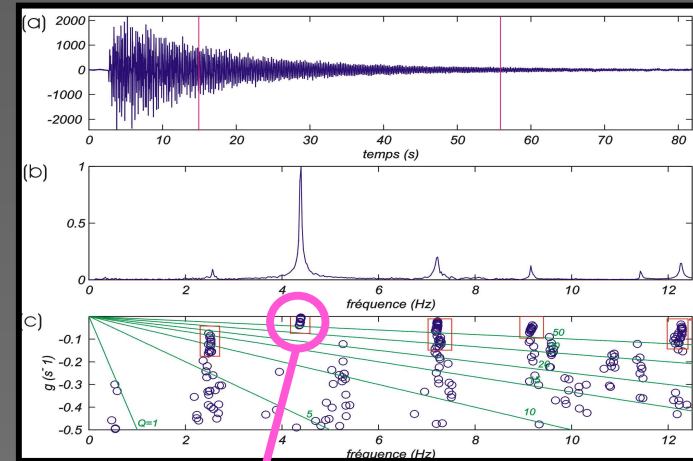 (a)
2000
1000
0
-1000
-2000
0 10 20 30 40 50 60 70 80
temps (s)
(b)
1
0.5
0
0 2 4 6 8 10 12
fréquence (Hz)
(c)
g (s⁻¹)
-0.1
-0.2
-0.3
-0.4
-0.5
Q=1
5
10
20
50
0 2 4 6 8 10 12
fréquence (Hz)